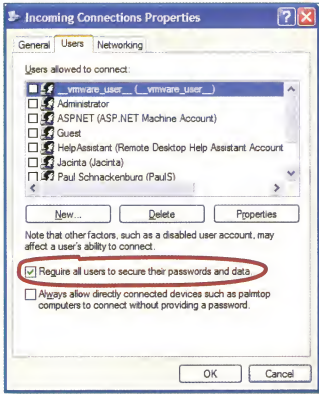 Incoming Connections Properties
General Users Networking
Users allowed to connect:
__vmware_user__ (__vmware_user__)
Administrator
ASPNET (ASP.NET Machine Account)
Guest
HelpAssistant (Remote Desktop Help Assistant Account
Jacinta (Jacinta)
Paul Schnackenburg (PaulS)
New... Delete Properties
Note that other factors, such as a disabled user account, may
affect a user's ability to connect.
Require all users to secure their passwords and data
Always allow directly connected devices such as palmtop
computers to connect without providing a password.
OK Cancel